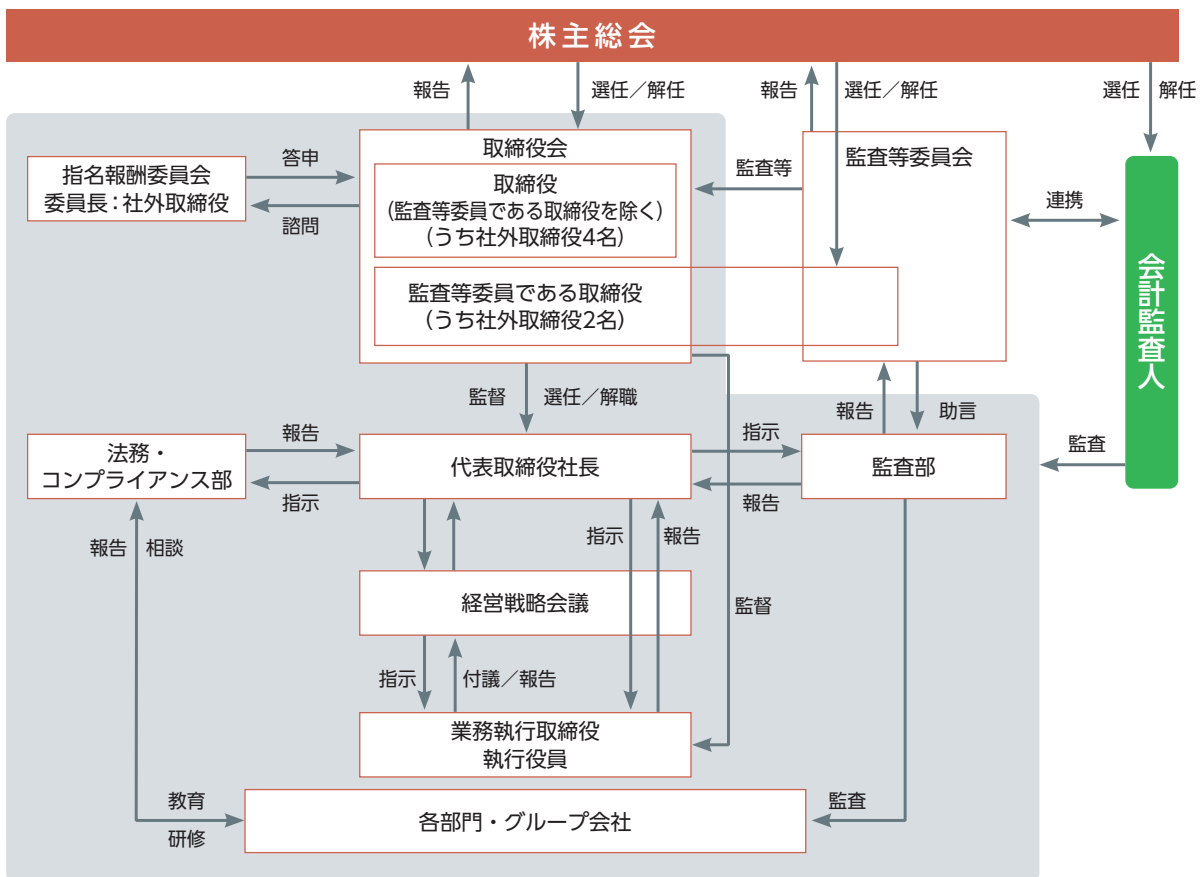 株主総会
報告
選任／解任
報告
選任／解任
選任
解任
指名報酬委員会
委員長：社外取締役
答申
諮問
取締役会
取締役
（監査等委員である取締役を除く）
（うち社外取締役4名）
監査等委員である取締役
（うち社外取締役2名）
監査等
監査等委員会
連携
会計監査人
監督
選任／解職
報告
助言
監査
法務・
コンプライアンス部
報告
指示
代表取締役社長
指示
報告
監査部
報告
相談
指示
報告
経営戦略会議
監督
指示
付議／報告
業務執行取締役
執行役員
教育
研修
各部門・グループ会社
監査